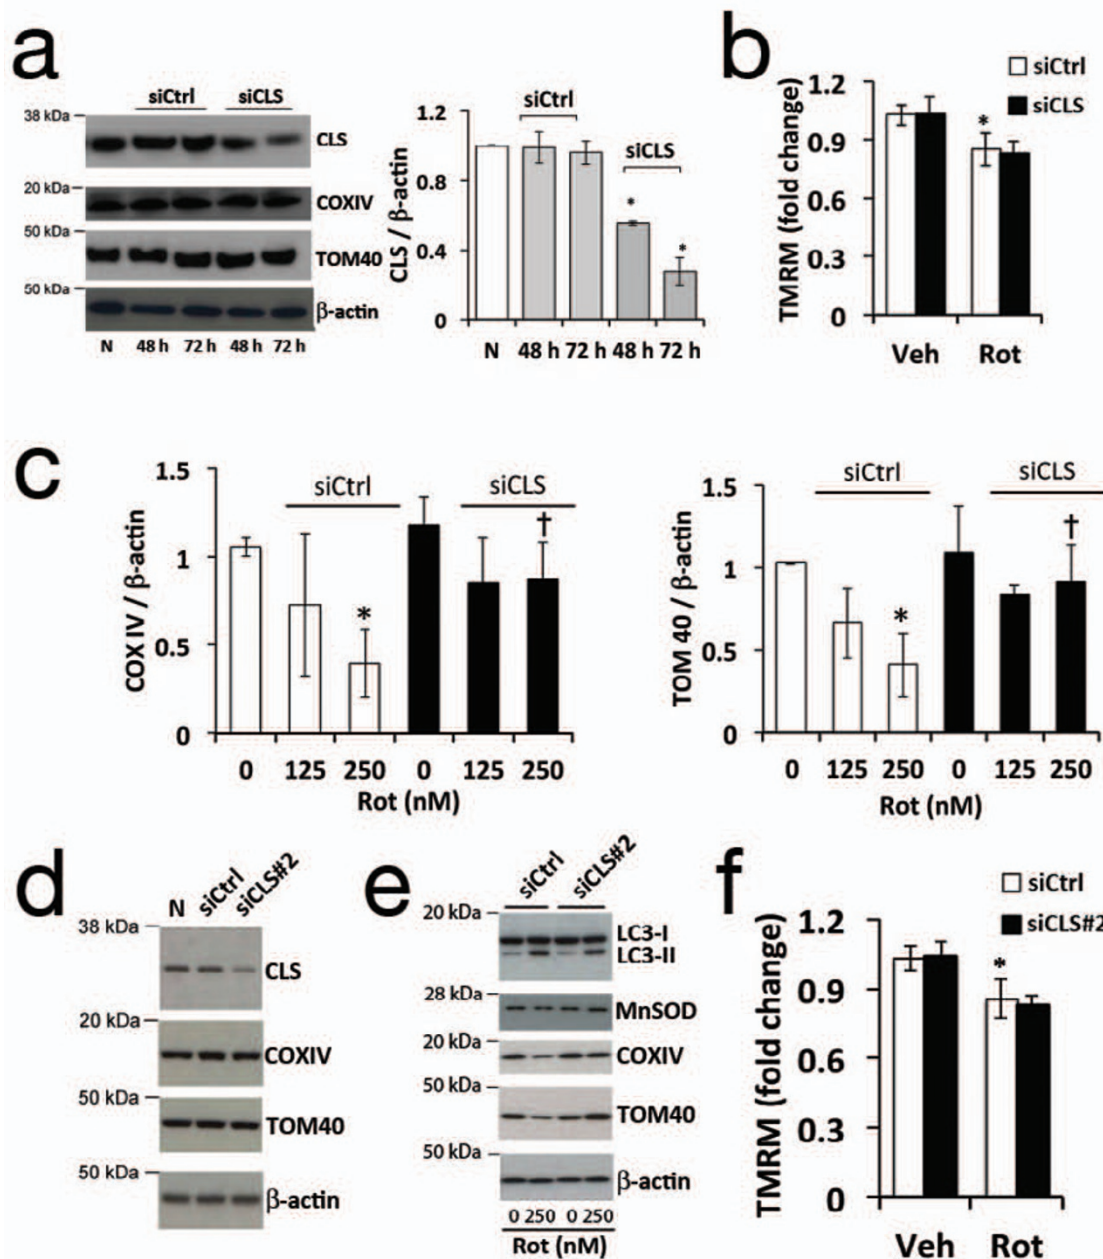 a
siCtrl siCLS
38 kDa
CLS
20 kDa
COXIV
50 kDa
TOM40
50 kDa
β-actin
N 48 h 72 h 48 h 72 h
CLS / β-actin
1.2
0.8
0.4
0
siCtrl
siCLS
*
*
N 48 h 72 h 48 h 72 h
b
siCtrl
siCLS
TMRM (fold change)
1.2
0.9
0.6
0.3
0
*
Veh Rot
c
COX IV / β-actin
1.5
1
0.5
0
siCtrl siCLS
*
†
0 125 250 0 125 250
Rot (nM)
TOM 40 / β-actin
1.5
1
0.5
0
siCtrl siCLS
*
†
0 125 250 0 125 250
Rot (nM)
d
N siCtrl siCLS#2
38 kDa
CLS
20 kDa
COXIV
50 kDa
TOM40
50 kDa
β-actin
e
siCtrl siCLS#2
20 kDa
LC3-I
LC3-II
28 kDa
MnSOD
20 kDa
COXIV
50 kDa
TOM40
50 kDa
β-actin
0 250 0 250
Rot (nM)
f
siCtrl
siCLS#2
TMRM (fold change)
1.2
0.9
0.6
0.3
0
*
Veh Rot